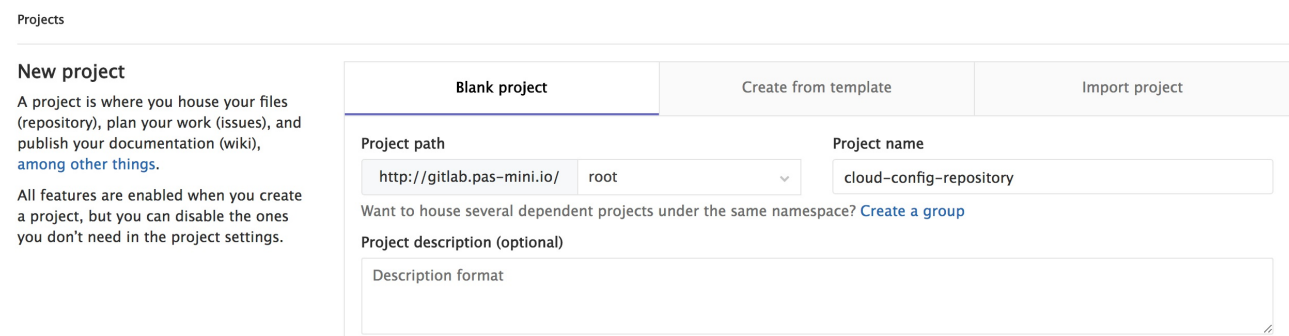 Projects
New project
A project is where you house your files
(repository), plan your work (issues), and
publish your documentation (wiki),
among other things.
All features are enabled when you create
a project, but you can disable the ones
you don't need in the project settings.
Blank project
Create from template
Import project
Project path
Project name
http://gitlab.pas-mini.io/
root
cloud-config-repository
Want to house several dependent projects under the same namespace? Create a group
Project description (optional)
Description format